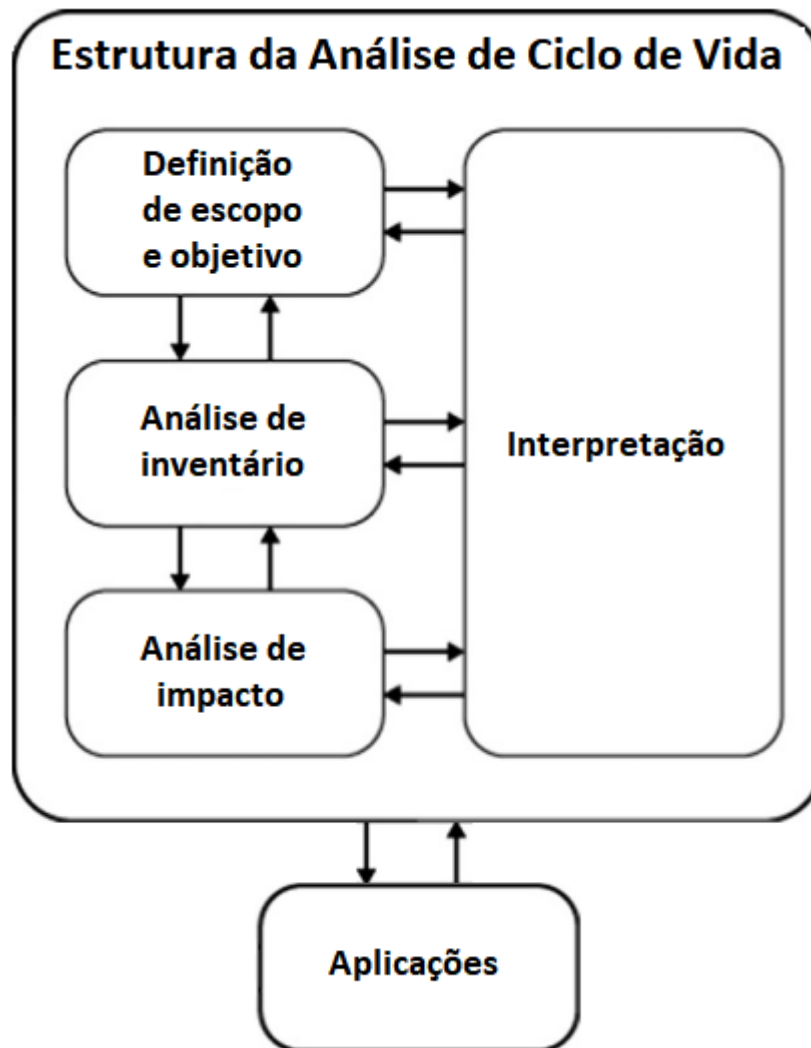 Estrutura da Análise de Ciclo de Vida
Definição
de escopo
e objetivo
Análise de
inventário
Interpretação
Análise de
impacto
Aplicações